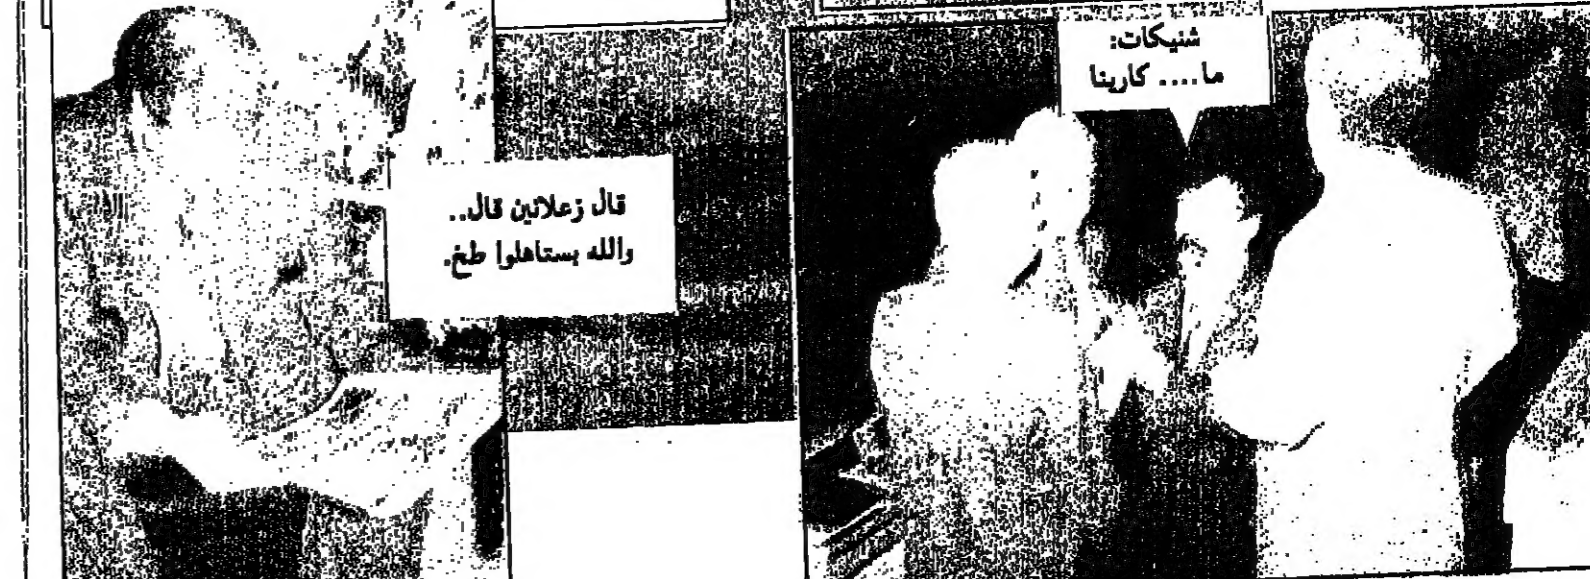 شنيكات:
ما.... كارينا
قال زعلانين قال..
والله بستاهلوا طخ.